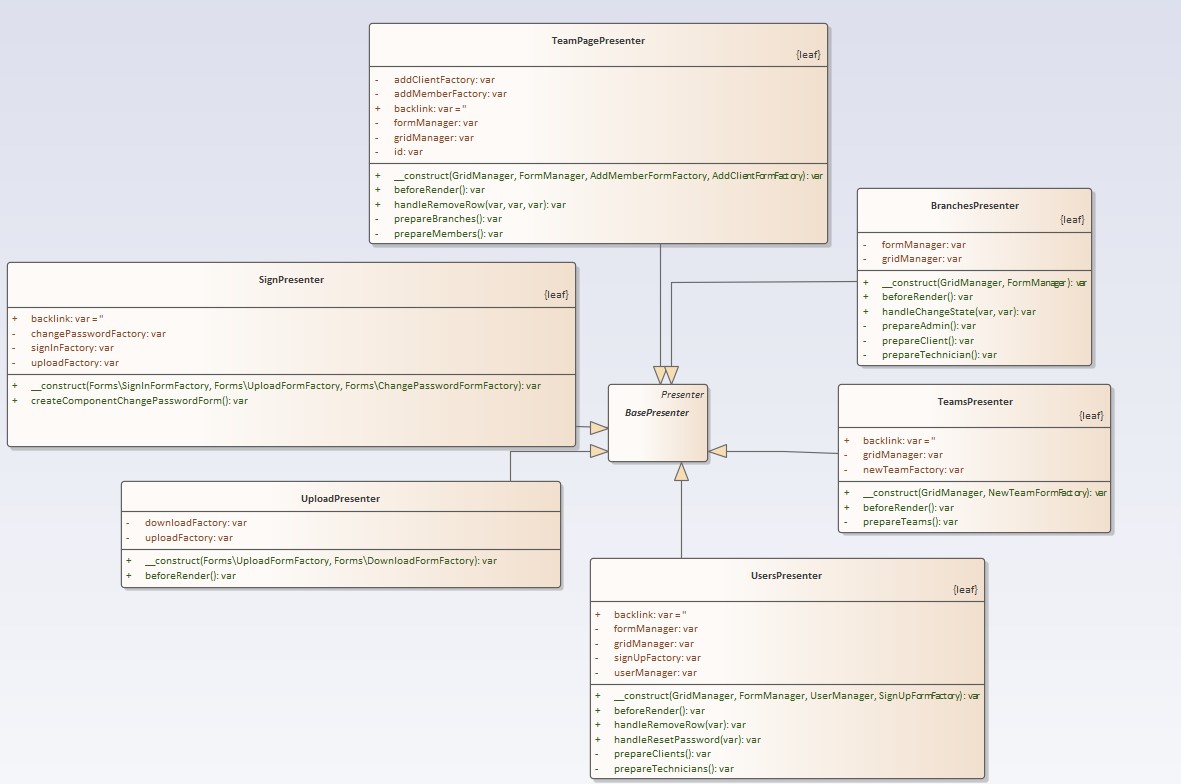 TeamPagePresenter
{leaf}
- addClientFactory: var
- addMemberFactory: var
+ backlink: var = ''
- formManager: var
- gridManager: var
- id: var
+ __construct(GridManager, FormManager, AddMemberFormFactory, AddClientFormFactory): var
+ beforeRender(): var
+ handleRemoveRow(var, var, var): var
- prepareBranches(): var
- prepareMembers(): var
BranchesPresenter
{leaf}
- formManager: var
- gridManager: var
+ __construct(GridManager, FormManager): var
+ beforeRender(): var
+ handleChangeState(var, var): var
- prepareAdmin(): var
- prepareClient(): var
- prepareTechnician(): var
SignPresenter
{leaf}
+ backlink: var = ''
- changePasswordFactory: var
- signInFactory: var
- uploadFactory: var
+ __construct(Forms\SignInFormFactory, Forms\UploadFormFactory, Forms\ChangePasswordFormFactory): var
+ createComponentChangePasswordForm(): var
Presenter
BasePresenter
TeamsPresenter
{leaf}
+ backlink: var = ''
- gridManager: var
- newTeamFactory: var
+ __construct(GridManager, NewTeamFormFactory): var
+ beforeRender(): var
- prepareTeams(): var
UploadPresenter
- downloadFactory: var
- uploadFactory: var
+ __construct(Forms\UploadFormFactory, Forms\DownloadFormFactory): var
+ beforeRender(): var
UsersPresenter
{leaf}
+ backlink: var = ''
- formManager: var
- gridManager: var
- signUpFactory: var
- userManager: var
+ __construct(GridManager, FormManager, UserManager, SignUpFormFactory): var
+ beforeRender(): var
+ handleRemoveRow(var): var
+ handleResetPassword(var): var
- prepareClients(): var
- prepareTechnicians(): var